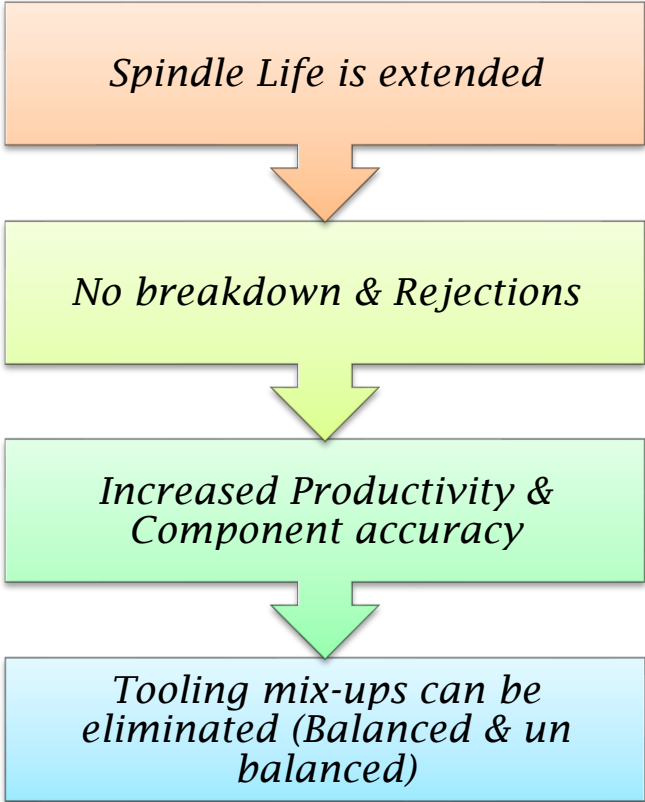 Spindle Life is extended
No breakdown & Rejections
Increased Productivity &
Component accuracy
Tooling mix-ups can be
eliminated (Balanced & un
balanced)